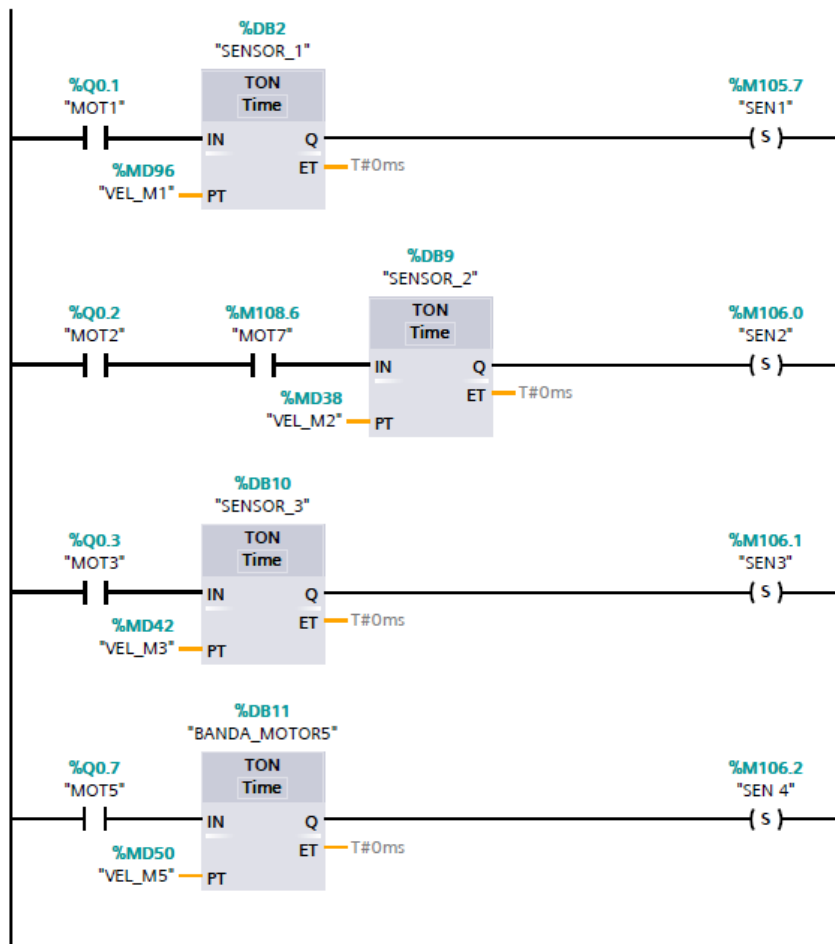 %DB2
"SENSOR_1"
%Q0.1
"MOT1"
TON
Time
%M105.7
"SEN1"
IN Q
S
ET T#0ms
%MD96
"VEL_M1"
PT
%DB9
"SENSOR_2"
%Q0.2
"MOT2"
%M108.6
"MOT7"
TON
Time
%M106.0
"SEN2"
IN Q
S
ET T#0ms
%MD38
"VEL_M2"
PT
%DB10
"SENSOR_3"
%Q0.3
"MOT3"
TON
Time
%M106.1
"SEN3"
IN Q
S
ET T#0ms
%MD42
"VEL_M3"
PT
%DB11
"BANDA_MOTOR5"
%Q0.7
"MOT5"
TON
Time
%M106.2
"SEN 4"
IN Q
S
ET T#0ms
%MD50
"VEL_M5"
PT